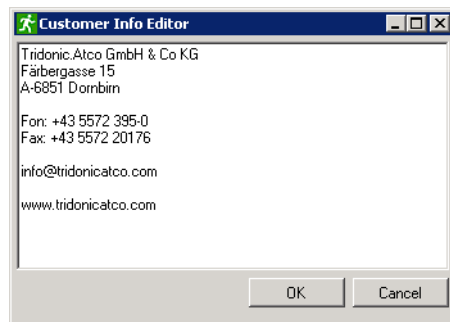 Customer Info Editor
Tridonic.Atco GmbH & Co KG
Färbergasse 15
A-6851 Dornbirn
Fon: +43 5572 395-0
Fax: +43 5572 20176
info@tridonicatco.com
www.tridonicatco.com
OK Cancel